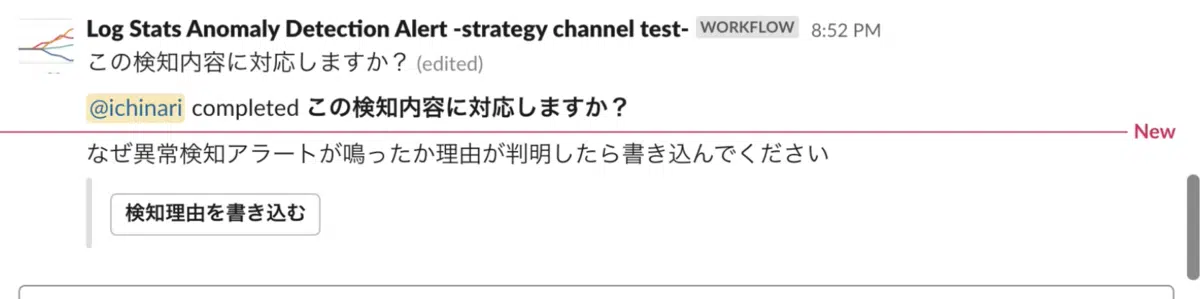 Log Stats Anomaly Detection Alert -strategy channel test- WORKFLOW 8:52 PM
この検知内容に対応しますか？ (edited)
@ichinari completed この検知内容に対応しますか？
New
なぜ異常検知アラートが鳴ったか理由が判明したら書き込んでください
検知理由を書き込む